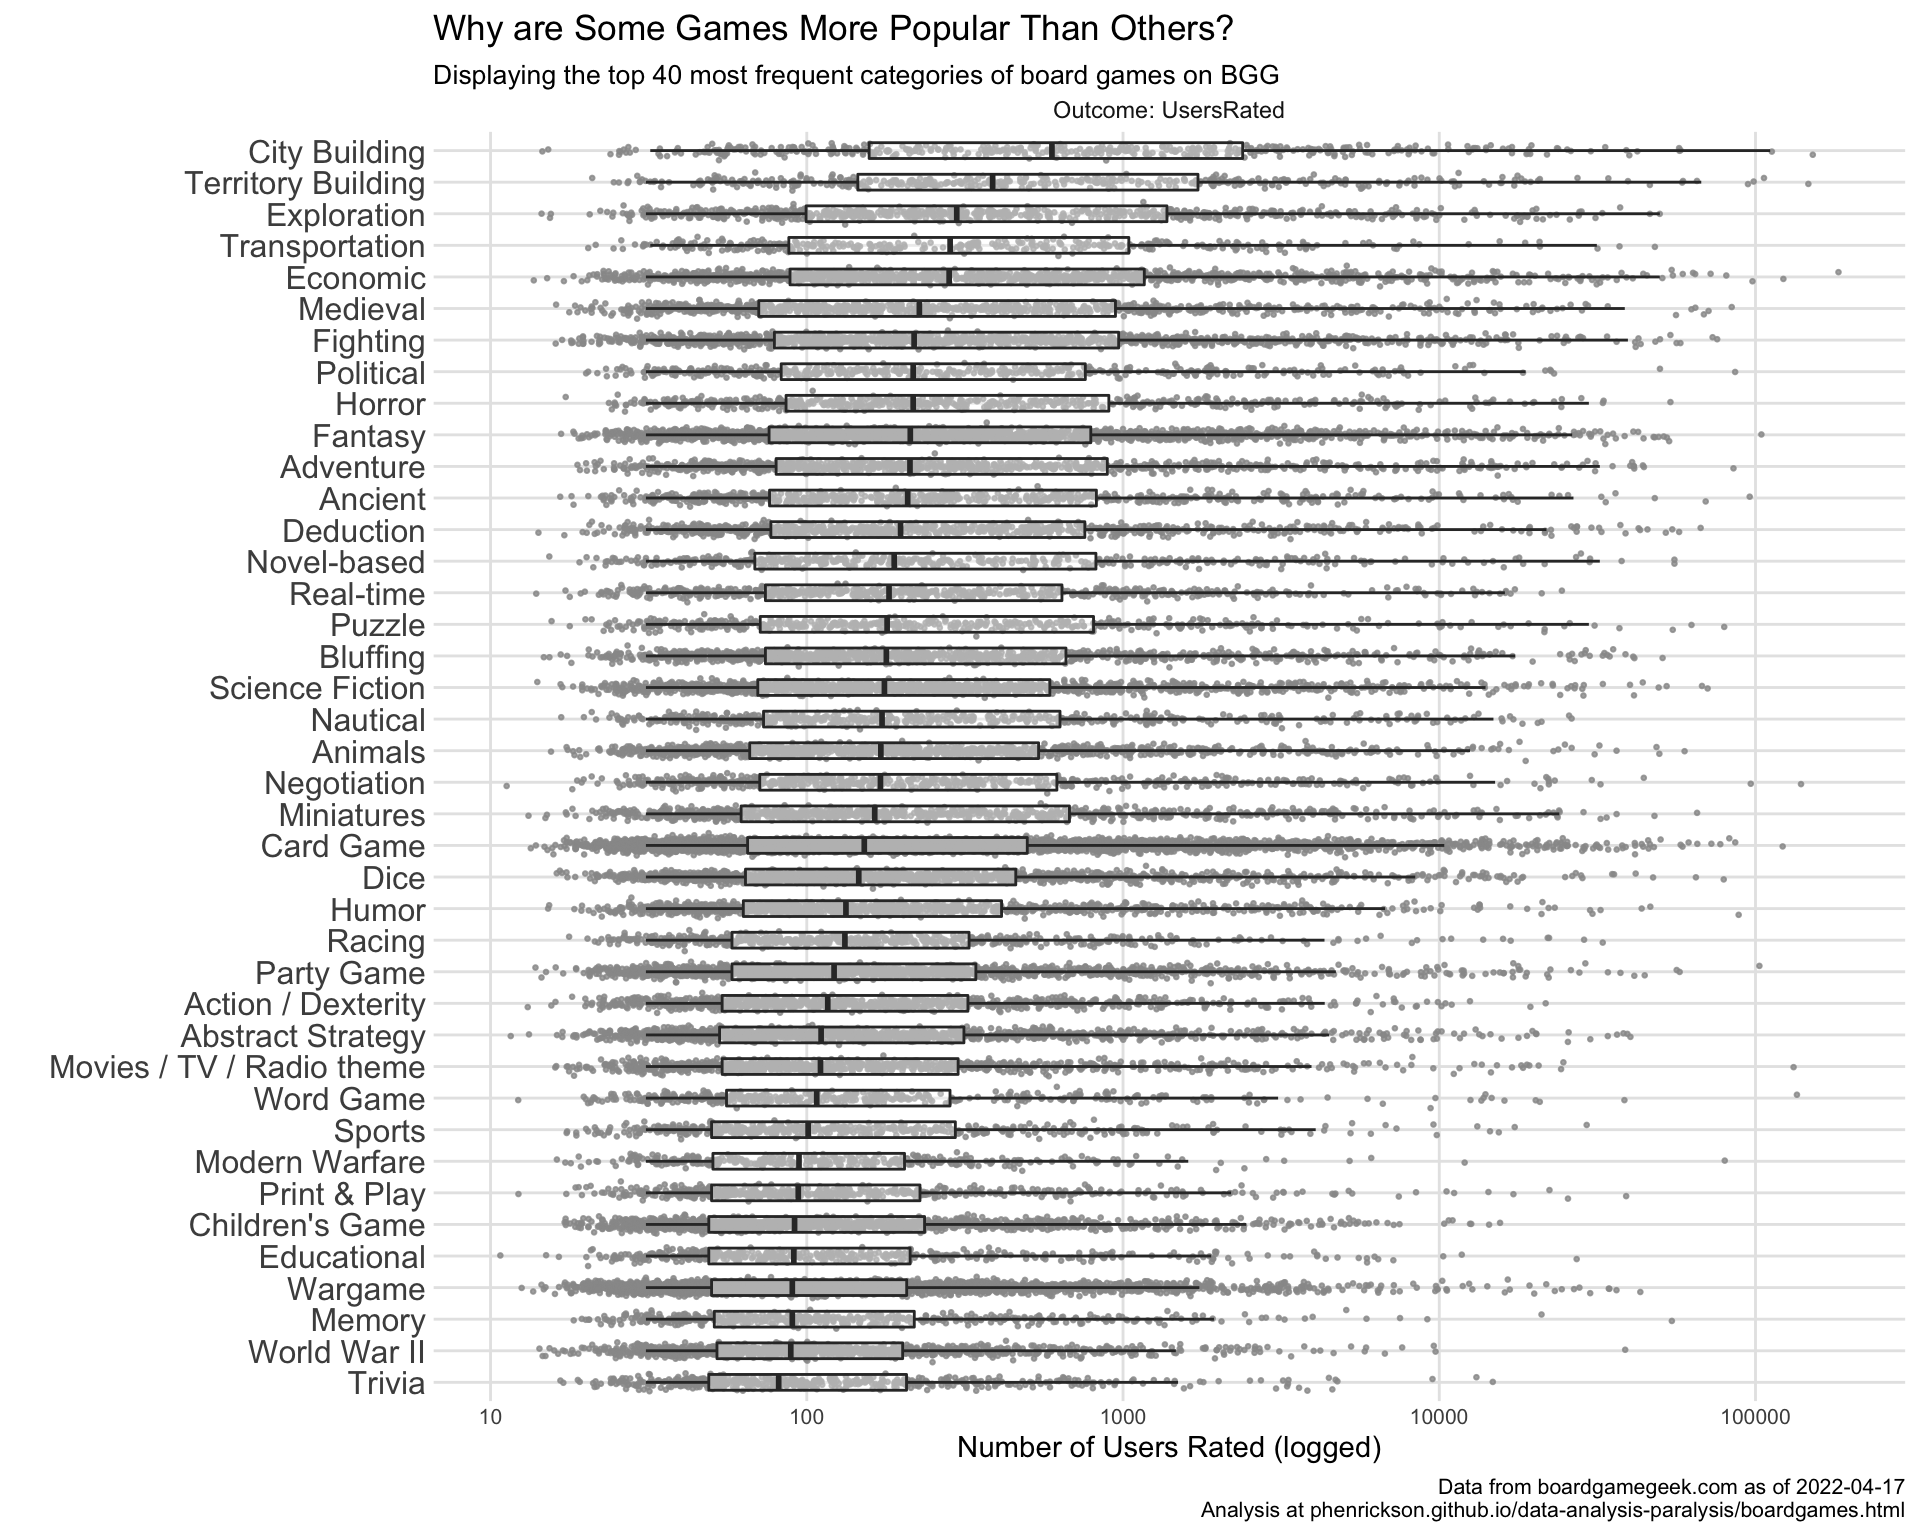 Why are Some Games More Popular Than Others?
Displaying the top 40 most frequent categories of board games on BGG
Outcome: UsersRated
City Building
Territory Building
Exploration
Transportation
Economic
Medieval
Fighting
Political
Horror
Fantasy
Adventure
Ancient
Deduction
Novel-based
Real-time
Puzzle
Bluffing
Science Fiction
Nautical
Animals
Negotiation
Miniatures
Card Game
Dice
Humor
Racing
Party Game
Action / Dexterity
Abstract Strategy
Movies / TV / Radio theme
Word Game
Sports
Modern Warfare
Print & Play
Children's Game
Educational
Wargame
Memory
World War II
Trivia
10 100 1000 10000 100000
Number of Users Rated (logged)
Data from boardgamegeek.com as of 2022-04-17
Analysis at phenrickson.github.io/data-analysis-paralysis/boardgames.html